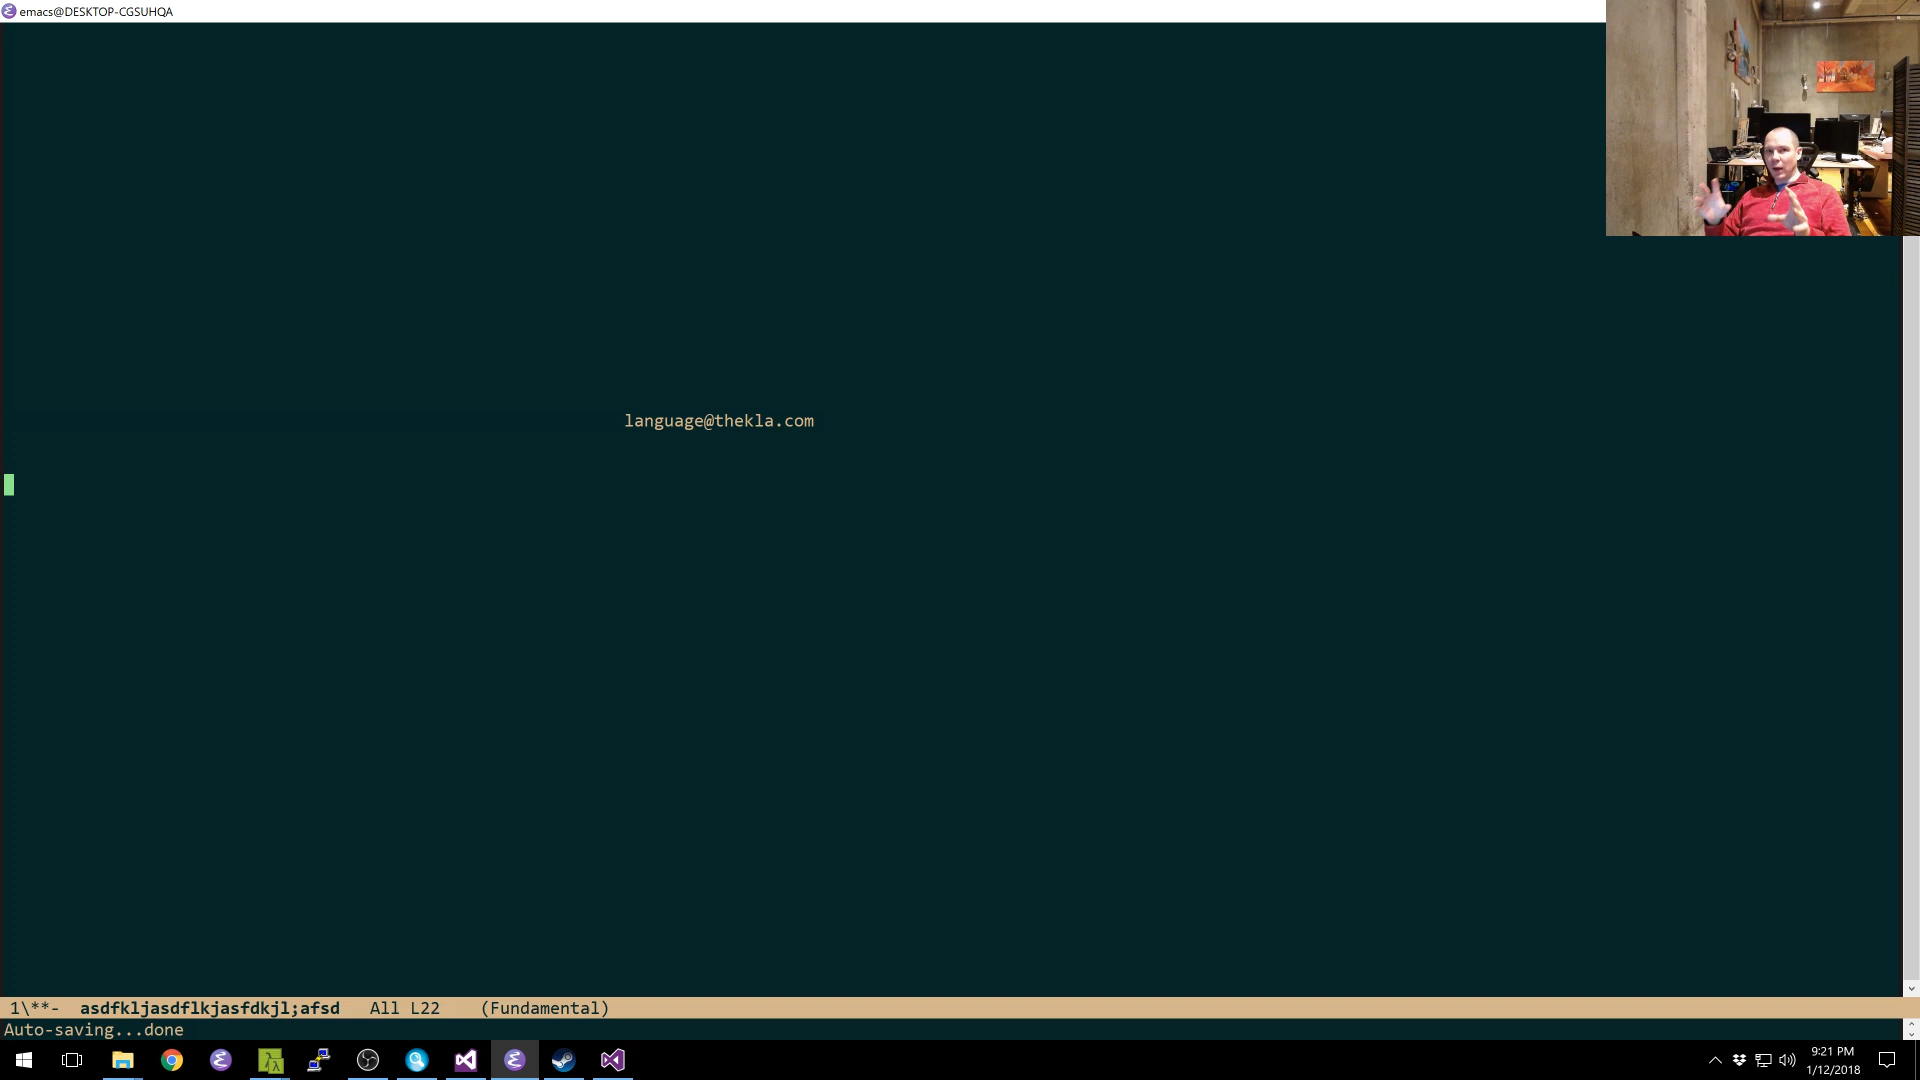 emacs@DESKTOP-CGSUHQA
language@thekla.com
1\**-  asdfkljasdflkjasfdkjl;afsd   All L22    (Fundamental)
Auto-saving...done
9:21 PM
1/12/2018